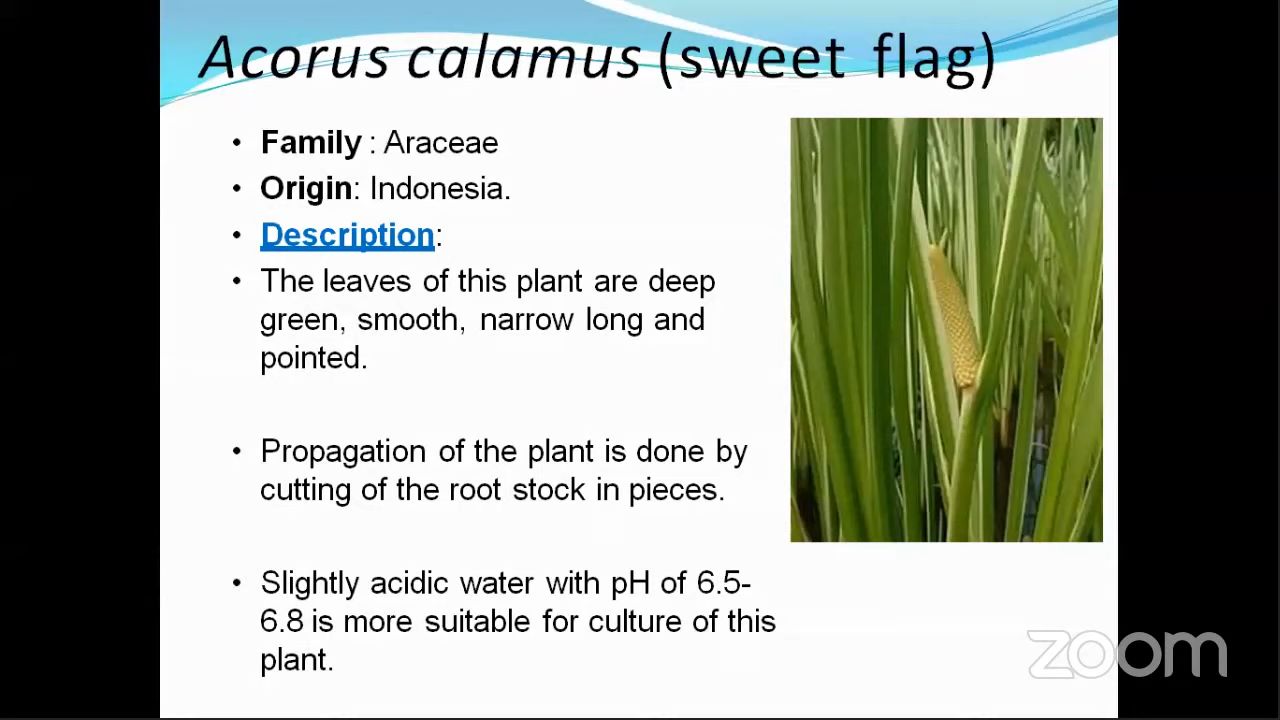 Acorus calamus (sweet flag)
• Family : Araceae
• Origin: Indonesia.
• Description:
• The leaves of this plant are deep
green, smooth, narrow long and
pointed.
• Propagation of the plant is done by
cutting of the root stock in pieces.
• Slightly acidic water with pH of 6.5-
6.8 is more suitable for culture of this
plant.
zoom